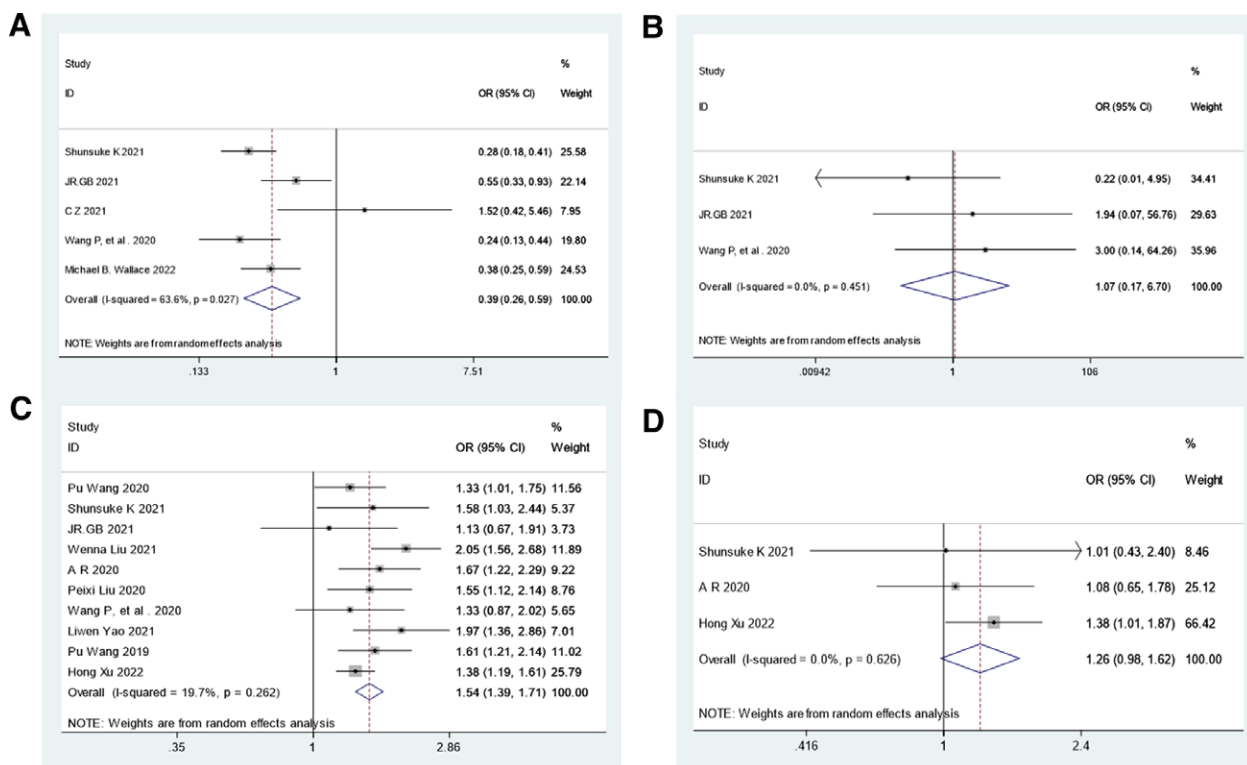 A
Study %
ID OR (95% CI) Weight
Shunsuke K 2021 0.28 (0.18, 0.41) 25.58
JR.GB 2021 0.55 (0.33, 0.93) 22.14
C Z 2021 1.52 (0.42, 5.46) 7.95
Wang P, et al . 2020 0.24 (0.13, 0.44) 19.80
Michael B. Wallace 2022 0.38 (0.25, 0.59) 24.53
Overall (I-squared = 63.6%, p = 0.027) 0.39 (0.26, 0.59) 100.00
NOTE: Weights are from random effects analysis
.133 1 7.51
B
Study %
ID OR (95% CI) Weight
Shunsuke K 2021 0.22 (0.01, 4.95) 34.41
JR.GB 2021 1.94 (0.07, 56.76) 29.63
Wang P, et al . 2020 3.00 (0.14, 64.26) 35.96
Overall (I-squared = 0.0%, p = 0.451) 1.07 (0.17, 6.70) 100.00
NOTE: Weights are from random effects analysis
.00942 1 106
C
Study %
ID OR (95% CI) Weight
Pu Wang 2020 1.33 (1.01, 1.75) 11.56
Shunsuke K 2021 1.58 (1.03, 2.44) 5.37
JR.GB 2021 1.13 (0.67, 1.91) 3.73
Wenna Liu 2021 2.05 (1.56, 2.68) 11.89
A R 2020 1.67 (1.22, 2.29) 9.22
Peixi Liu 2020 1.55 (1.12, 2.14) 8.76
Wang P, et al . 2020 1.33 (0.87, 2.02) 5.65
Liwen Yao 2021 1.97 (1.36, 2.86) 7.01
Pu Wang 2019 1.61 (1.21, 2.14) 11.02
Hong Xu 2022 1.38 (1.19, 1.61) 25.79
Overall (I-squared = 19.7%, p = 0.262) 1.54 (1.39, 1.71) 100.00
NOTE: Weights are from random effects analysis
.35 1 2.86
D
Study %
ID OR (95% CI) Weight
Shunsuke K 2021 1.01 (0.43, 2.40) 8.46
A R 2020 1.08 (0.65, 1.78) 25.12
Hong Xu 2022 1.38 (1.01, 1.87) 66.42
Overall (I-squared = 0.0%, p = 0.626) 1.26 (0.98, 1.62) 100.00
NOTE: Weights are from random effects analysis
.416 1 2.4